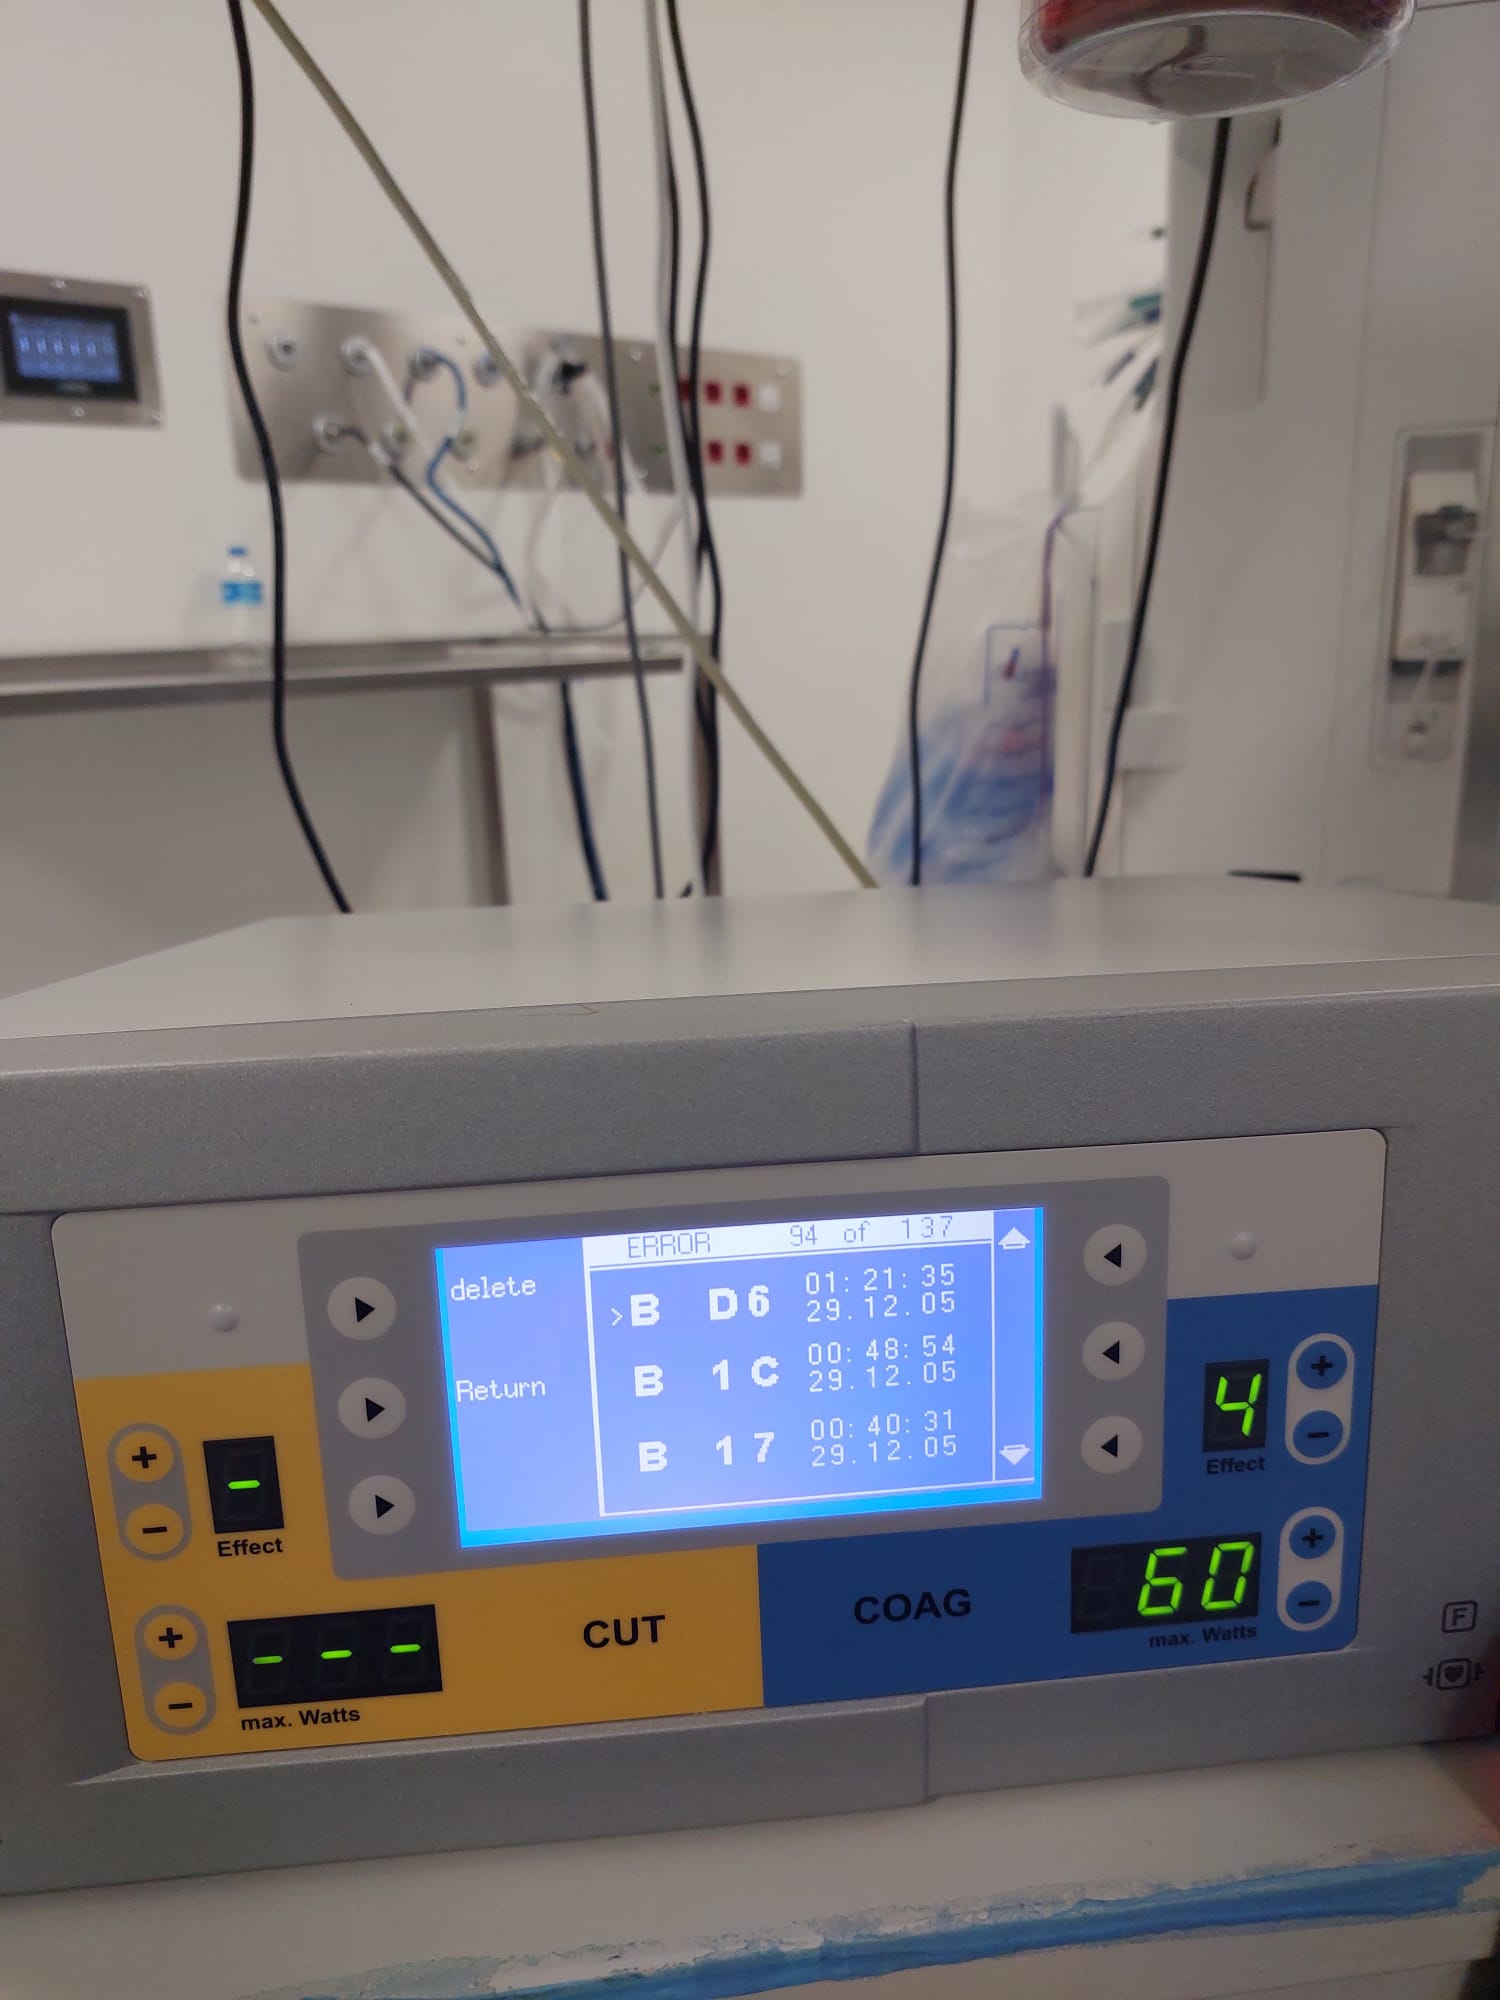 ERROR 94 of 137
delete
>B D6 01:21:35
29.12.05
B 1C 00:48:54
29.12.05
Return
B 17 00:40:31
29.12.05
+
-
-
Effect
+
-
- - -
max. Watts
CUT
COAG
4
+
-
Effect
60
+
-
max. Watts
F